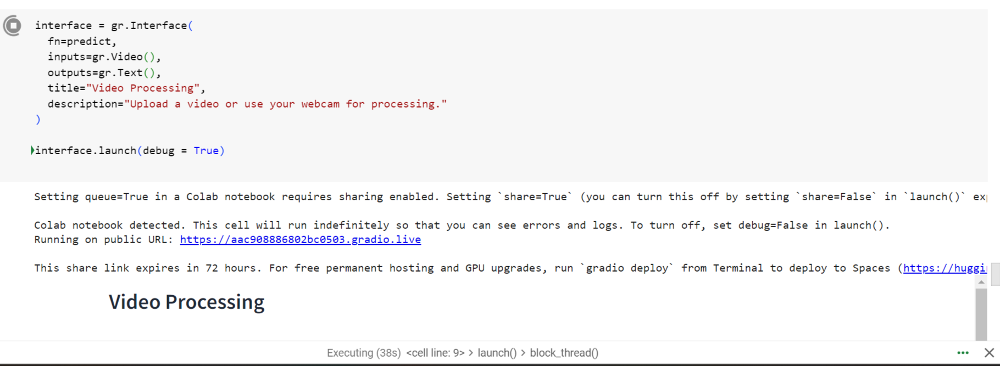 interface = gr.Interface(
  fn=predict,
  inputs=gr.Video(),
  outputs=gr.Text(),
  title="Video Processing",
  description="Upload a video or use your webcam for processing."
)
interface.launch(debug = True)
Setting queue=True in a Colab notebook requires sharing enabled. Setting `share=True` (you can turn this off by setting `share=False` in `launch()`
Colab notebook detected. This cell will run indefinitely so that you can see errors and logs. To turn off, set debug=False in launch().
Running on public URL: https://aac908886802bc0503.gradio.live
This share link expires in 72 hours. For free permanent hosting and GPU upgrades, run `gradio deploy` from Terminal to deploy to Spaces (https://huggi
Video Processing
Executing (38s) <cell line: 9> > launch() > block_thread()